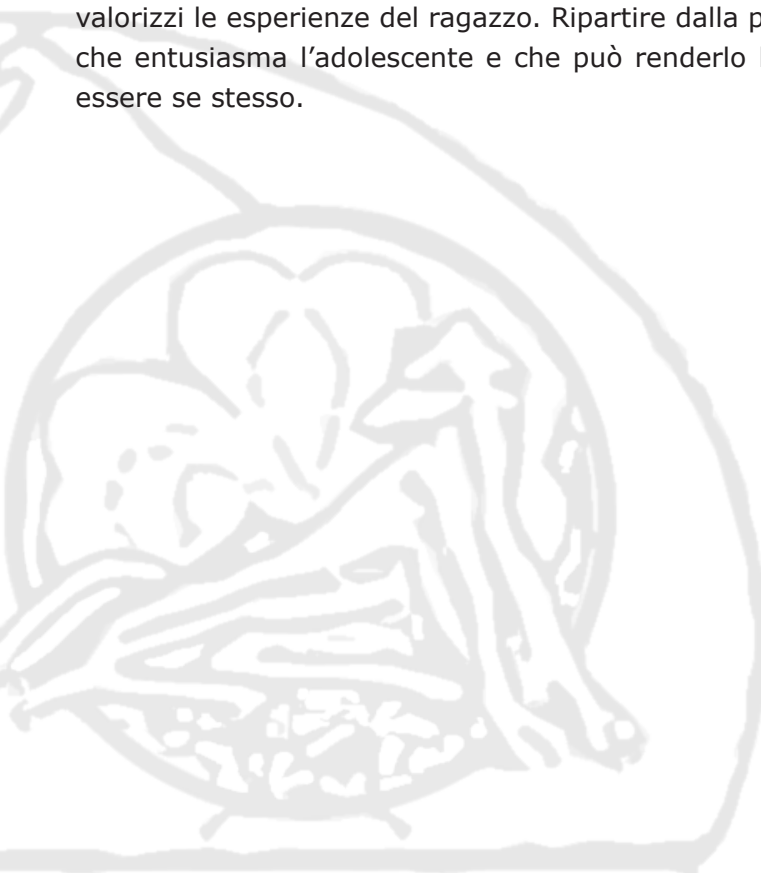 valorizzi le esperienze del ragazzo. Ripartire dalla
che entusiasma l’adolescente e che può renderlo
essere se stesso.